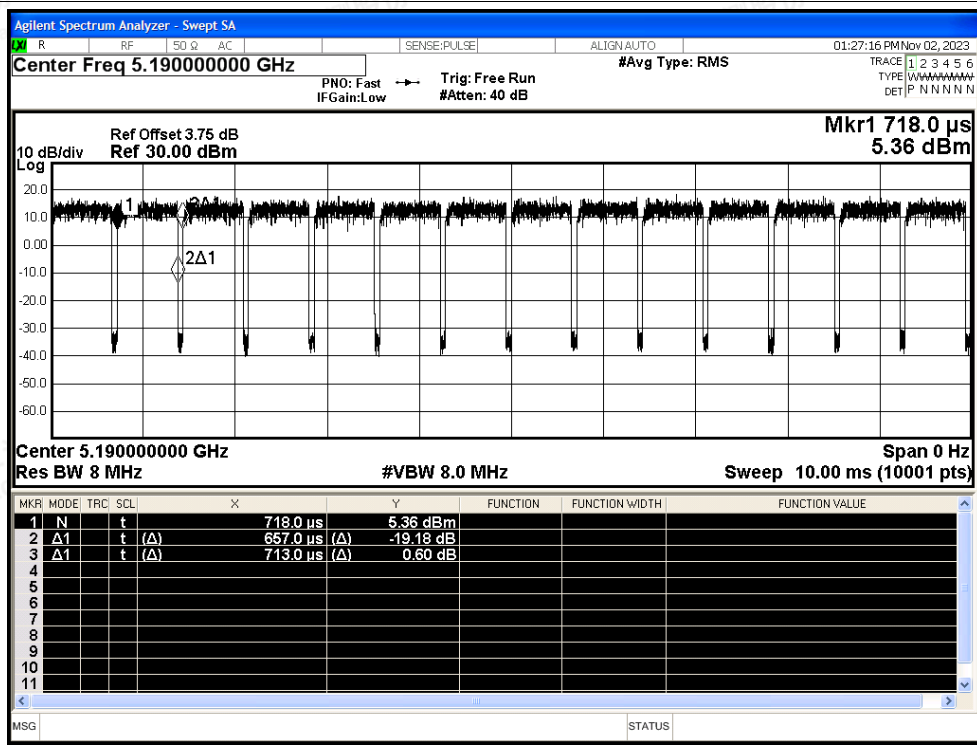 Agilent Spectrum Analyzer - Swept SA
LXI R RF 50 Ω AC SENSE:PULSE ALIGNAUTO 01:27:16 PMNov 02, 2023
Center Freq 5.190000000 GHz
PNO: Fast
IFGain:Low
Trig: Free Run
#Atten: 40 dB
#Avg Type: RMS
TRACE 1 2 3 4 5 6
TYPE WWWWWW
DET P N N N N N
Mkr1 718.0 µs
5.36 dBm
Ref Offset 3.75 dB
10 dB/div Ref 30.00 dBm
Log
20.0
10.0
0.00
-10.0
-20.0
-30.0
-40.0
-50.0
-60.0
1
3Δ1
2Δ1
Center 5.190000000 GHz Span 0 Hz
Res BW 8 MHz #VBW 8.0 MHz Sweep 10.00 ms (10001 pts)
MKR MODE TRC SCL X Y FUNCTION FUNCTION WIDTH FUNCTION VALUE
1 N t 718.0 µs 5.36 dBm
2 Δ1 t (Δ) 657.0 µs (Δ) -19.18 dB
3 Δ1 t (Δ) 713.0 µs (Δ) 0.60 dB
4
5
6
7
8
9
10
11
MSG STATUS